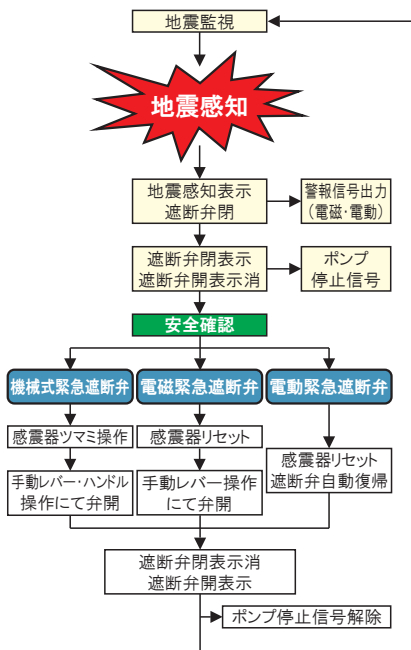 地震監視
地震感知
地震感知表示
遮断弁閉
警報信号出力
(電磁・電動)
遮断弁閉表示
遮断弁開表示消
ポンプ
停止信号
安全確認
機械式緊急遮断弁
電磁緊急遮断弁
電動緊急遮断弁
感震器ツマミ操作
感震器リセット
感震器リセット
遮断弁自動復帰
手動レバー・ハンドル
操作にて弁開
手動レバー操作
にて弁開
遮断弁閉表示消
遮断弁開表示
ポンプ停止信号解除